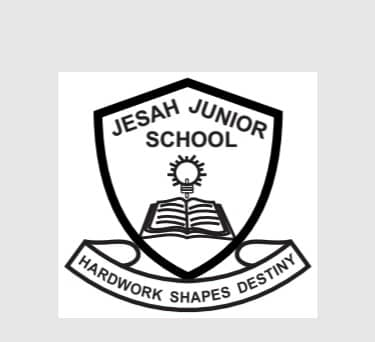 JESAH JUNIOR
SCHOOL
HARDWORK SHAPES DESTINY